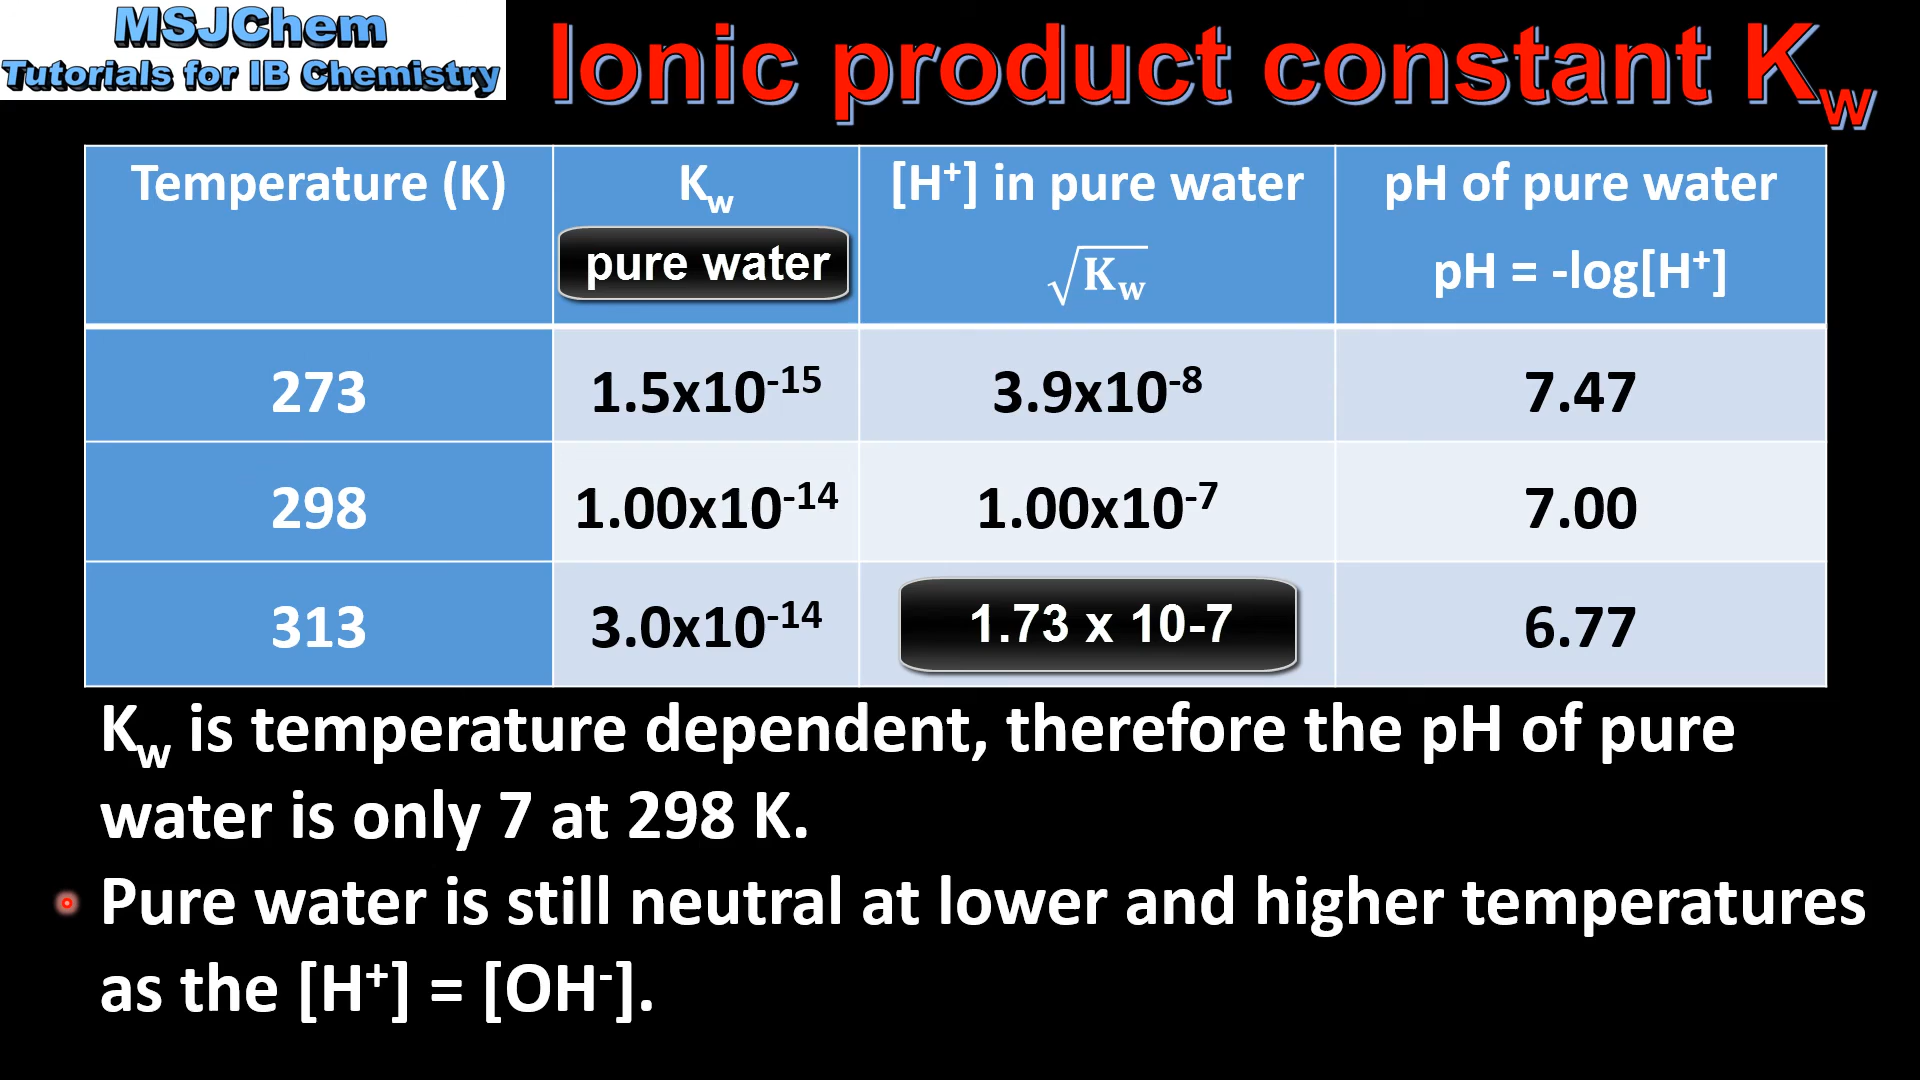 MSJChem
Tutorials for IB Chemistry
Ionic product constant Kw
Temperature (K)
Kw
pure water
[H⁺] in pure water
√Kw
pH of pure water
pH = -log[H⁺]
273
1.5x10⁻¹⁵
3.9x10⁻⁸
7.47
298
1.00x10⁻¹⁴
1.00x10⁻⁷
7.00
313
3.0x10⁻¹⁴
1.73 x 10-7
6.77
Kw is temperature dependent, therefore the pH of pure
water is only 7 at 298 K.
Pure water is still neutral at lower and higher temperatures
as the [H⁺] = [OH⁻].